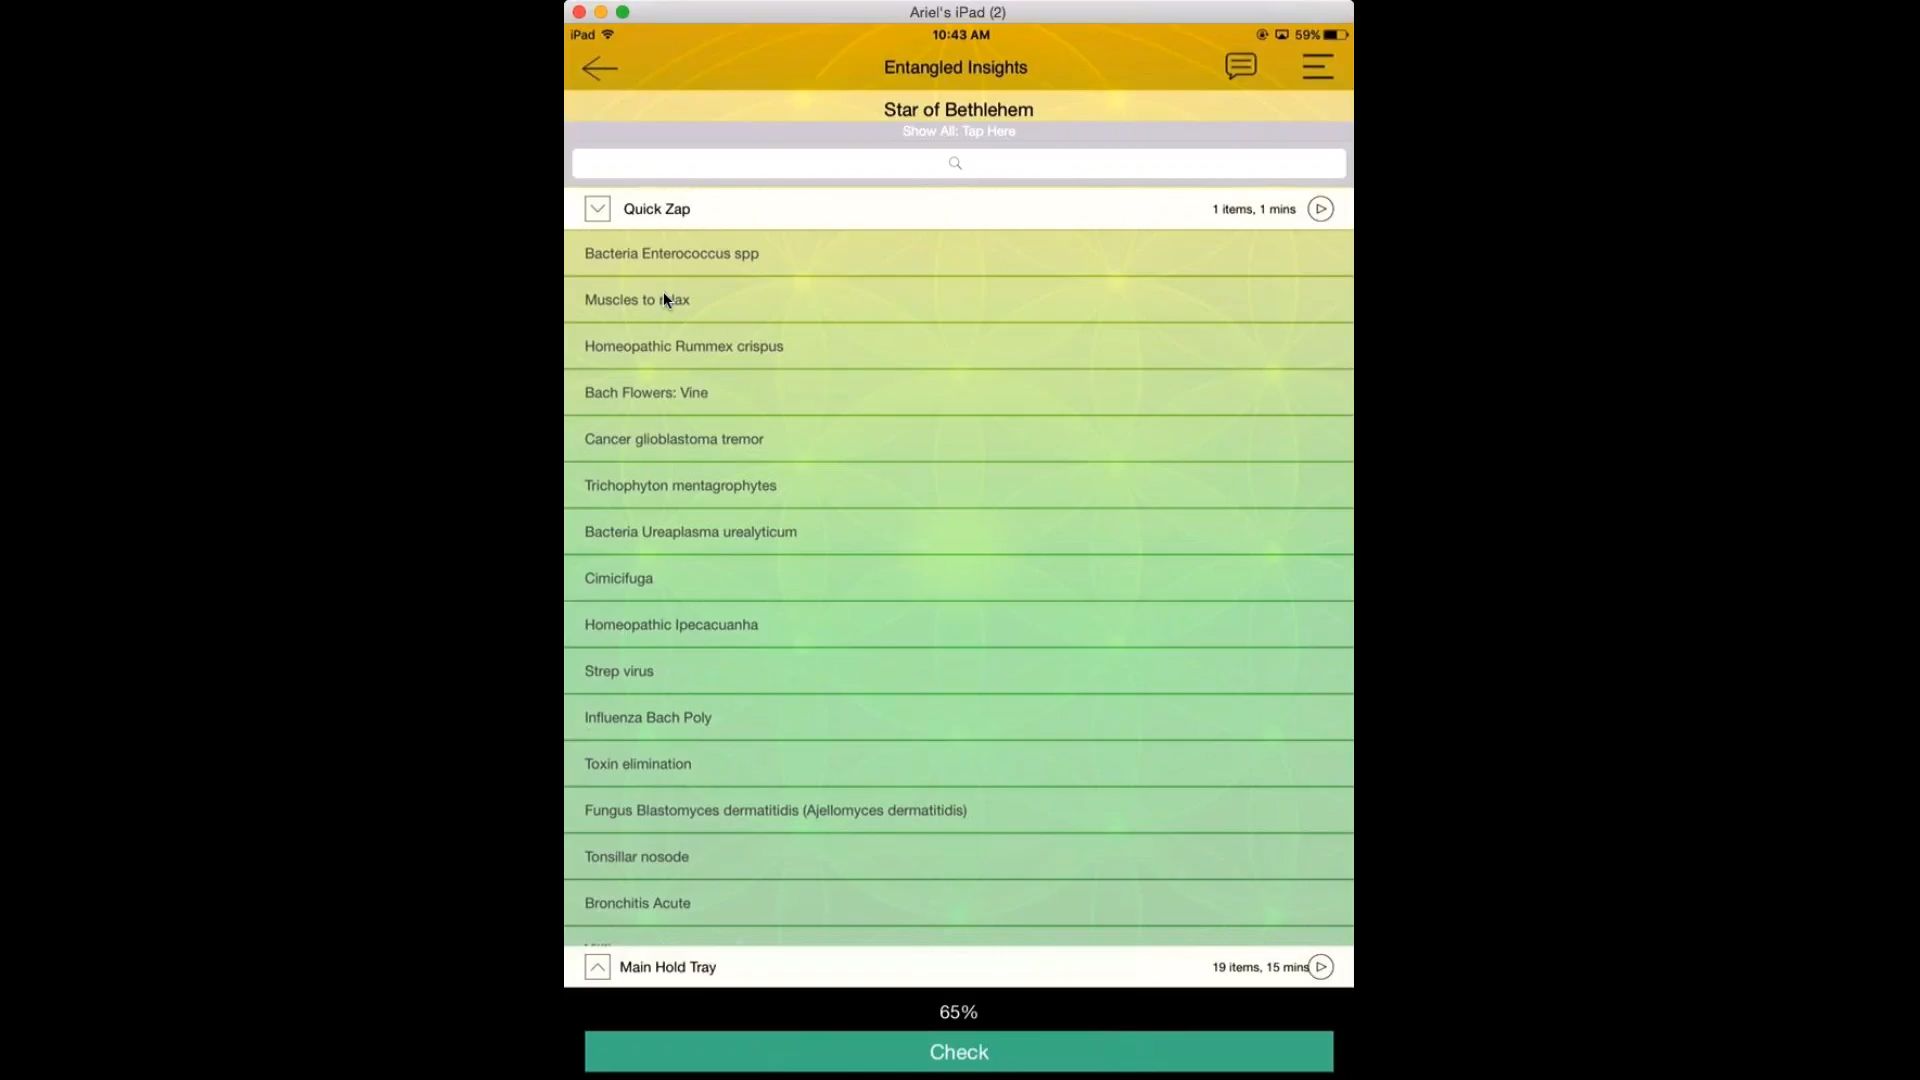 Ariel's iPad (2)
iPad 10:43 AM 59%
Entangled Insights
Star of Bethlehem
Show All: Tap Here
Quick Zap 1 items, 1 mins
Bacteria Enterococcus spp
Muscles to relax
Homeopathic Rummex crispus
Bach Flowers: Vine
Cancer glioblastoma tremor
Trichophyton mentagrophytes
Bacteria Ureaplasma urealyticum
Cimicifuga
Homeopathic Ipecacuanha
Strep virus
Influenza Bach Poly
Toxin elimination
Fungus Blastomyces dermatitidis (Ajellomyces dermatitidis)
Tonsillar nosode
Bronchitis Acute
Main Hold Tray 19 items, 15 mins
65%
Check